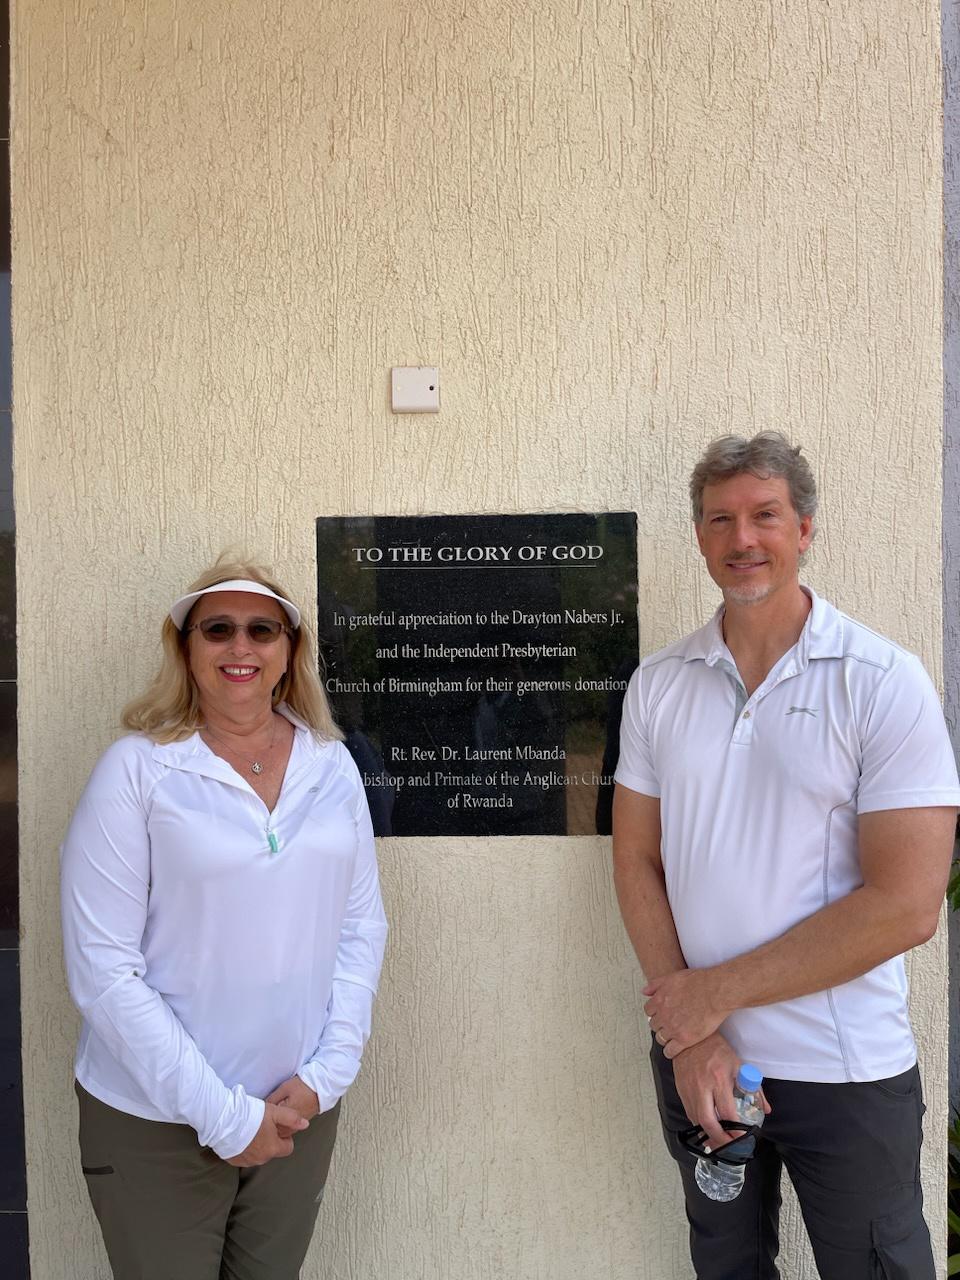 TO THE GLORY OF GOD
In grateful appreciation to the Drayton Nabers Jr.
and the Independent Presbyterian
Church of Birmingham for their generous donation
Rt. Rev. Dr. Laurent Mbanda
and Primate of the Anglican
of Rwanda